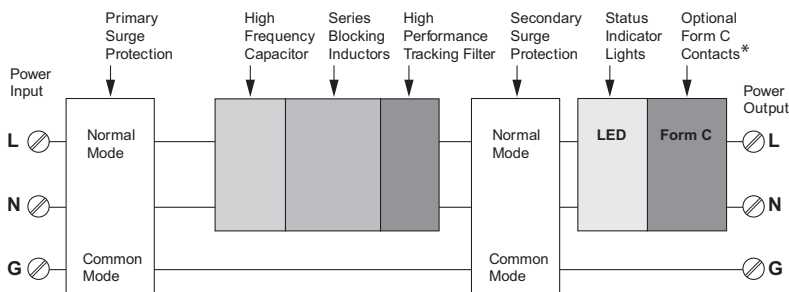 Primary
Surge
Protection
High
Frequency
Capacitor
Series
Blocking
Inductors
High
Performance
Tracking Filter
Secondary
Surge
Protection
Status
Indicator
Lights
Optional
Form C
Contacts*
Power
Input
Power
Output
L
Normal
Mode
Normal
Mode
LED
Form C
L
N
N
G
Common
Mode
Common
Mode
G